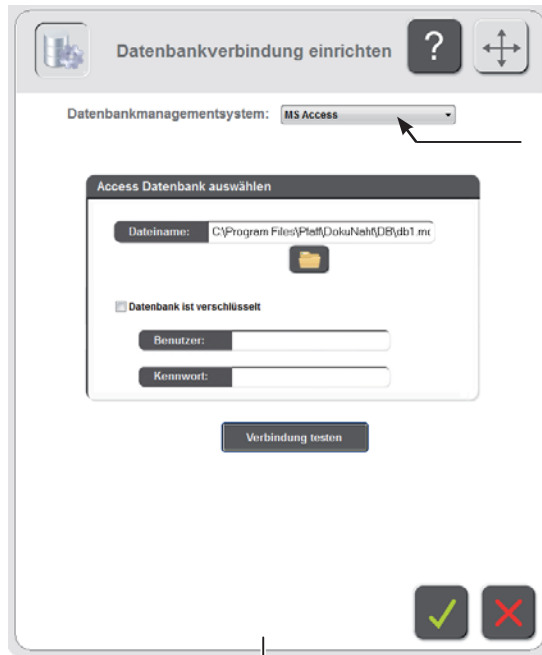 Datenbankverbindung einrichten
?
Datenbankmanagementsystem: MS Access
Access Datenbank auswählen
Dateiname: C:\Program Files\Pfaff\DokuNaht\DB\db1.mc
Datenbank ist verschlüsselt
Benutzer:
Kennwort:
Verbindung testen